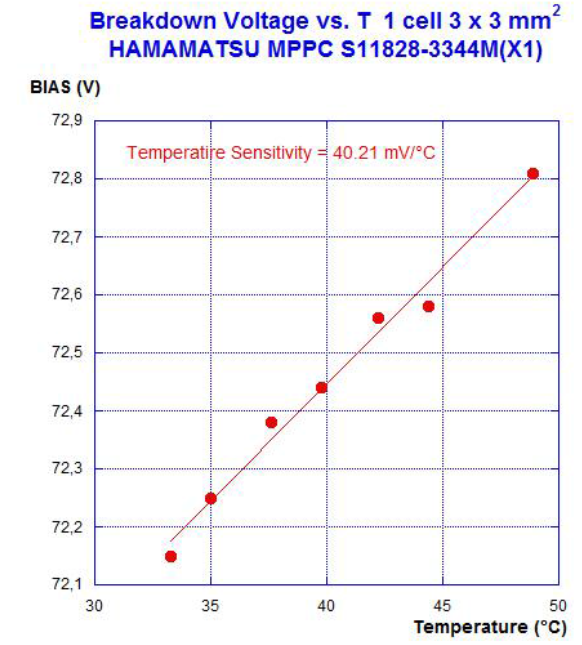 Breakdown Voltage vs. T 1 cell 3 x 3 mm²
HAMAMATSU MPPC S11828-3344M(X1)
BIAS (V)
72,9
Temperatire Sensitivity = 40.21 mV/°C
72,8
72,7
72,6
72,5
72,4
72,3
72,2
72,1
30 35 40 45 50
Temperature (°C)